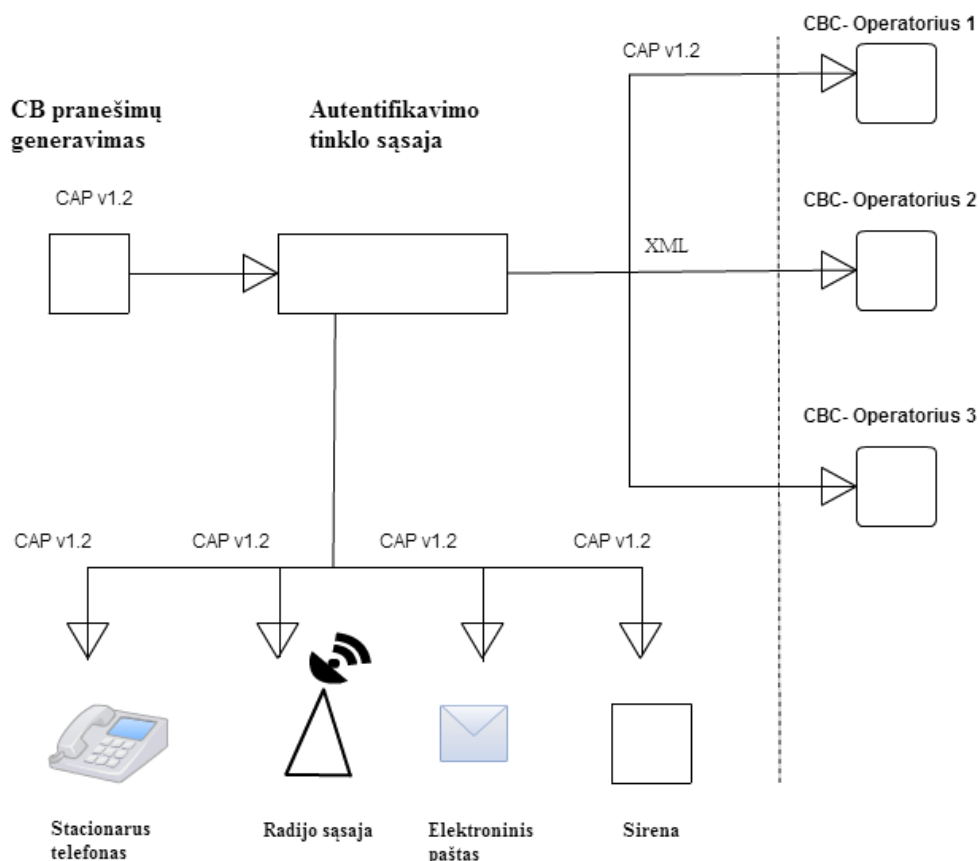 CBC- Operatorius 1
CAP v1.2
CB pranešimų
generavimas
Autentifikavimo
tinklo sąsaja
CAP v1.2
CBC- Operatorius 2
XML
CBC- Operatorius 3
CAP v1.2
CAP v1.2
CAP v1.2
CAP v1.2
Stacionarus
telefonas
Radijo sąsaja
Elektroninis
paštas
Sirena